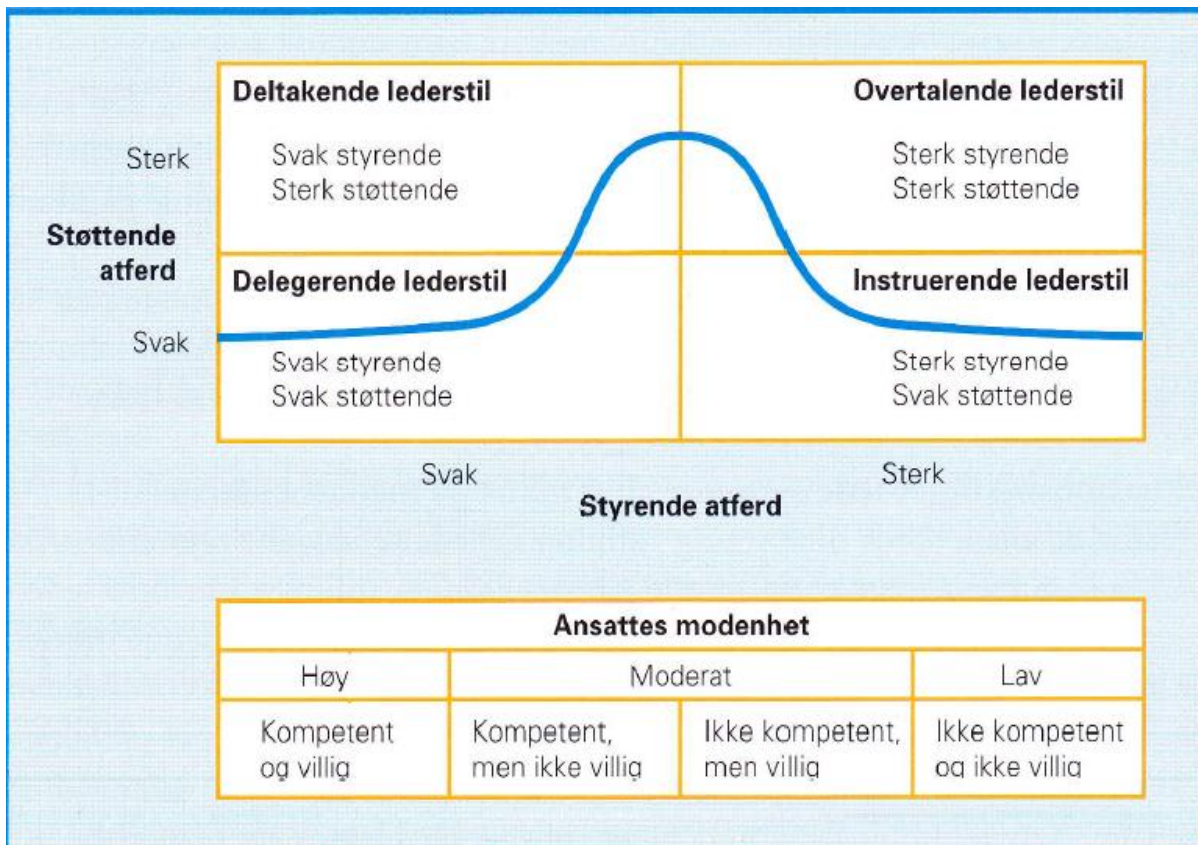 Deltakende lederstil
Svak styrende
Sterk støttende
Overtalende lederstil
Sterk styrende
Sterk støttende
Sterk
Støttende
atferd
Svak
Delegerende lederstil
Svak styrende
Svak støttende
Instruerende lederstil
Sterk styrende
Svak støttende
Svak
Sterk
Styrende atferd
Ansattes modenhet
Høy
Moderat
Lav
Kompetent
og villig
Kompetent,
men ikke villig
Ikke kompetent,
men villig
Ikke kompetent
og ikke villig